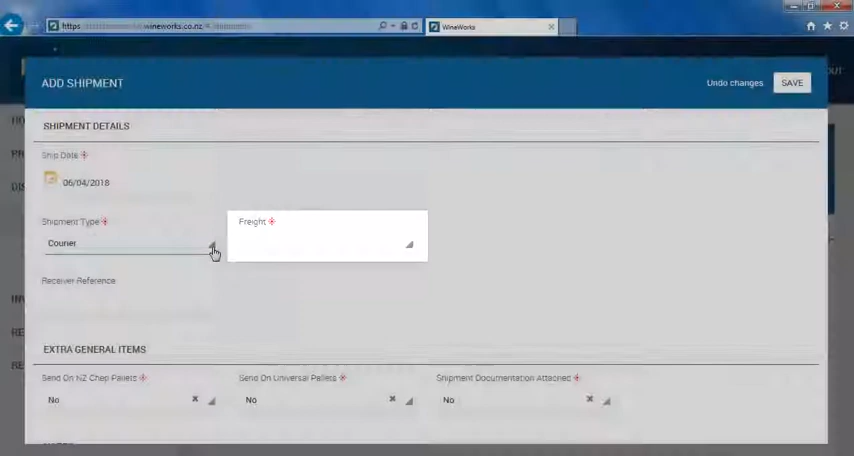 https
wineworks.co.nz
WineWorks
ADD SHIPMENT
Undo changes
SAVE
SHIPMENT DETAILS
Ship Date
06/04/2018
Shipment Type
Freight
Courier
Receiver Reference
EXTRA GENERAL ITEMS
Send On NZ Chep Pallets
Send On Universal Pallets
Shipment Documentation Attached
No
No
No